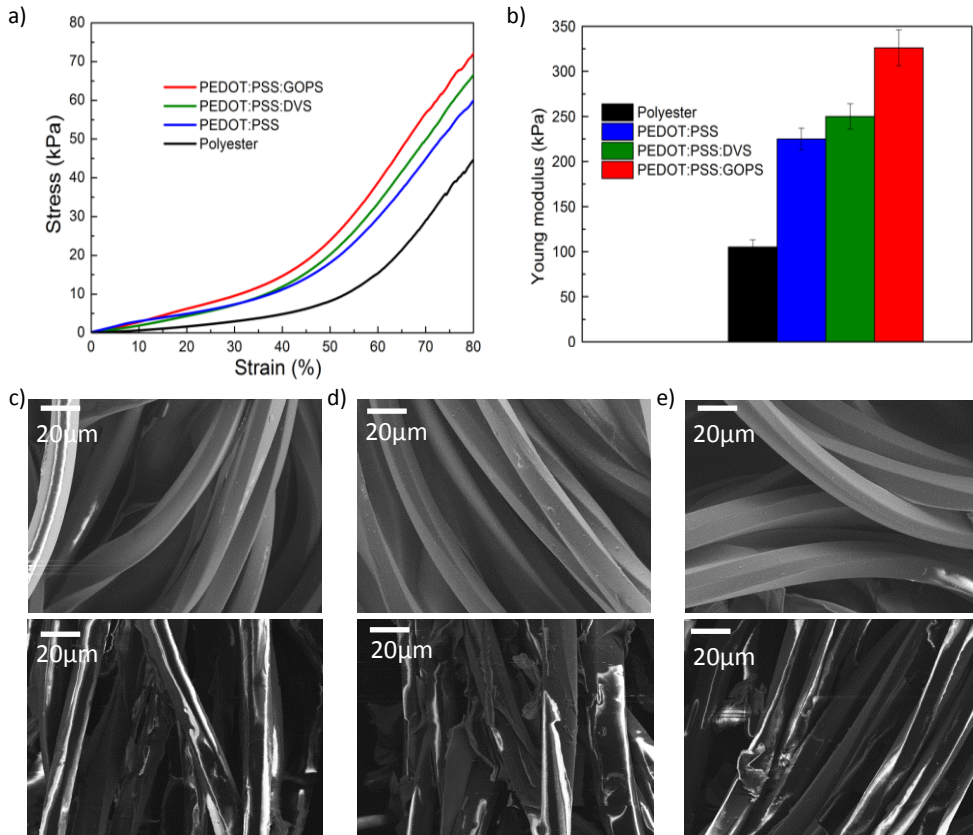 a)
80
70
60
50
40
30
20
10
0
Stress (kPa)
PEDOT:PSS:GOPS
PEDOT:PSS:DVS
PEDOT:PSS
Polyester
0 10 20 30 40 50 60 70 80
Strain (%)
b)
350
300
250
200
150
100
50
0
Young modulus (kPa)
Polyester
PEDOT:PSS
PEDOT:PSS:DVS
PEDOT:PSS:GOPS
c)
20µm
d)
20µm
e)
20µm
20µm
20µm
20µm